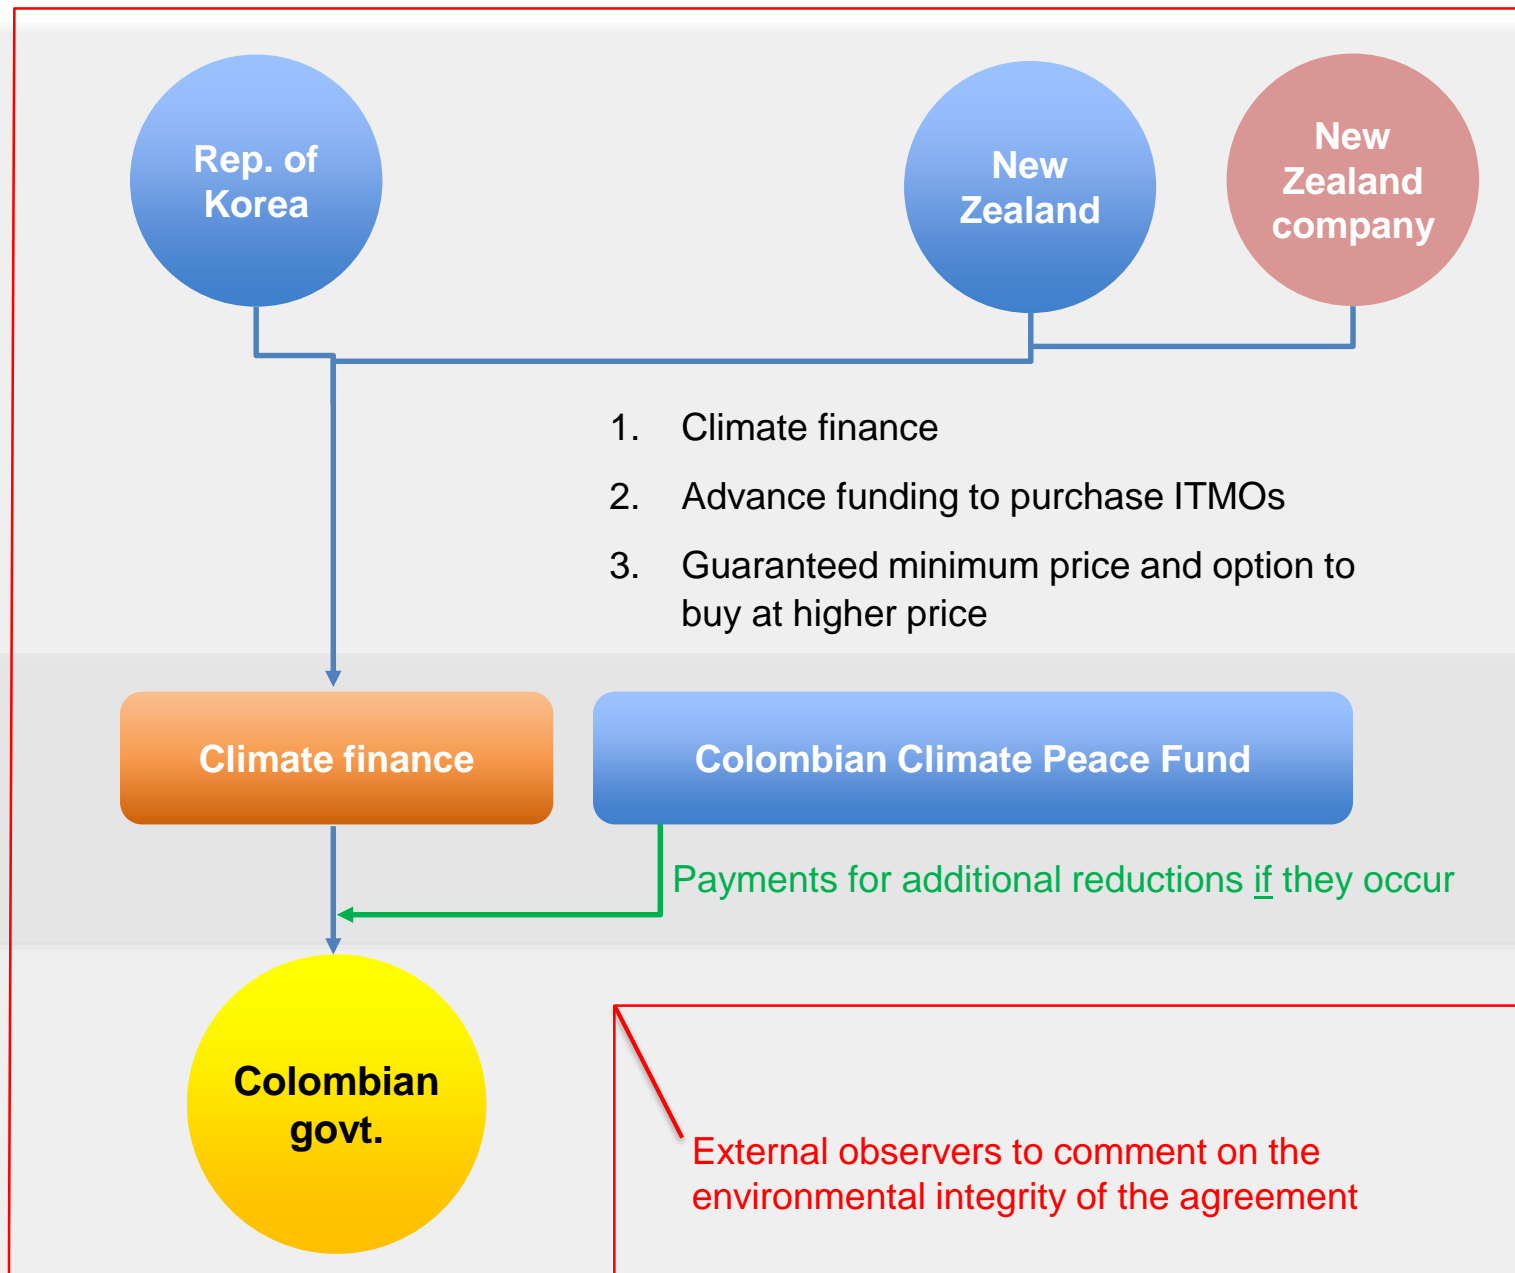 Rep. of
Korea
New
Zealand
New
Zealand
company
1. Climate finance
2. Advance funding to purchase ITMOs
3. Guaranteed minimum price and option to
buy at higher price
Climate finance
Colombian Climate Peace Fund
Payments for additional reductions if they occur
Colombian
govt.
External observers to comment on the
environmental integrity of the agreement